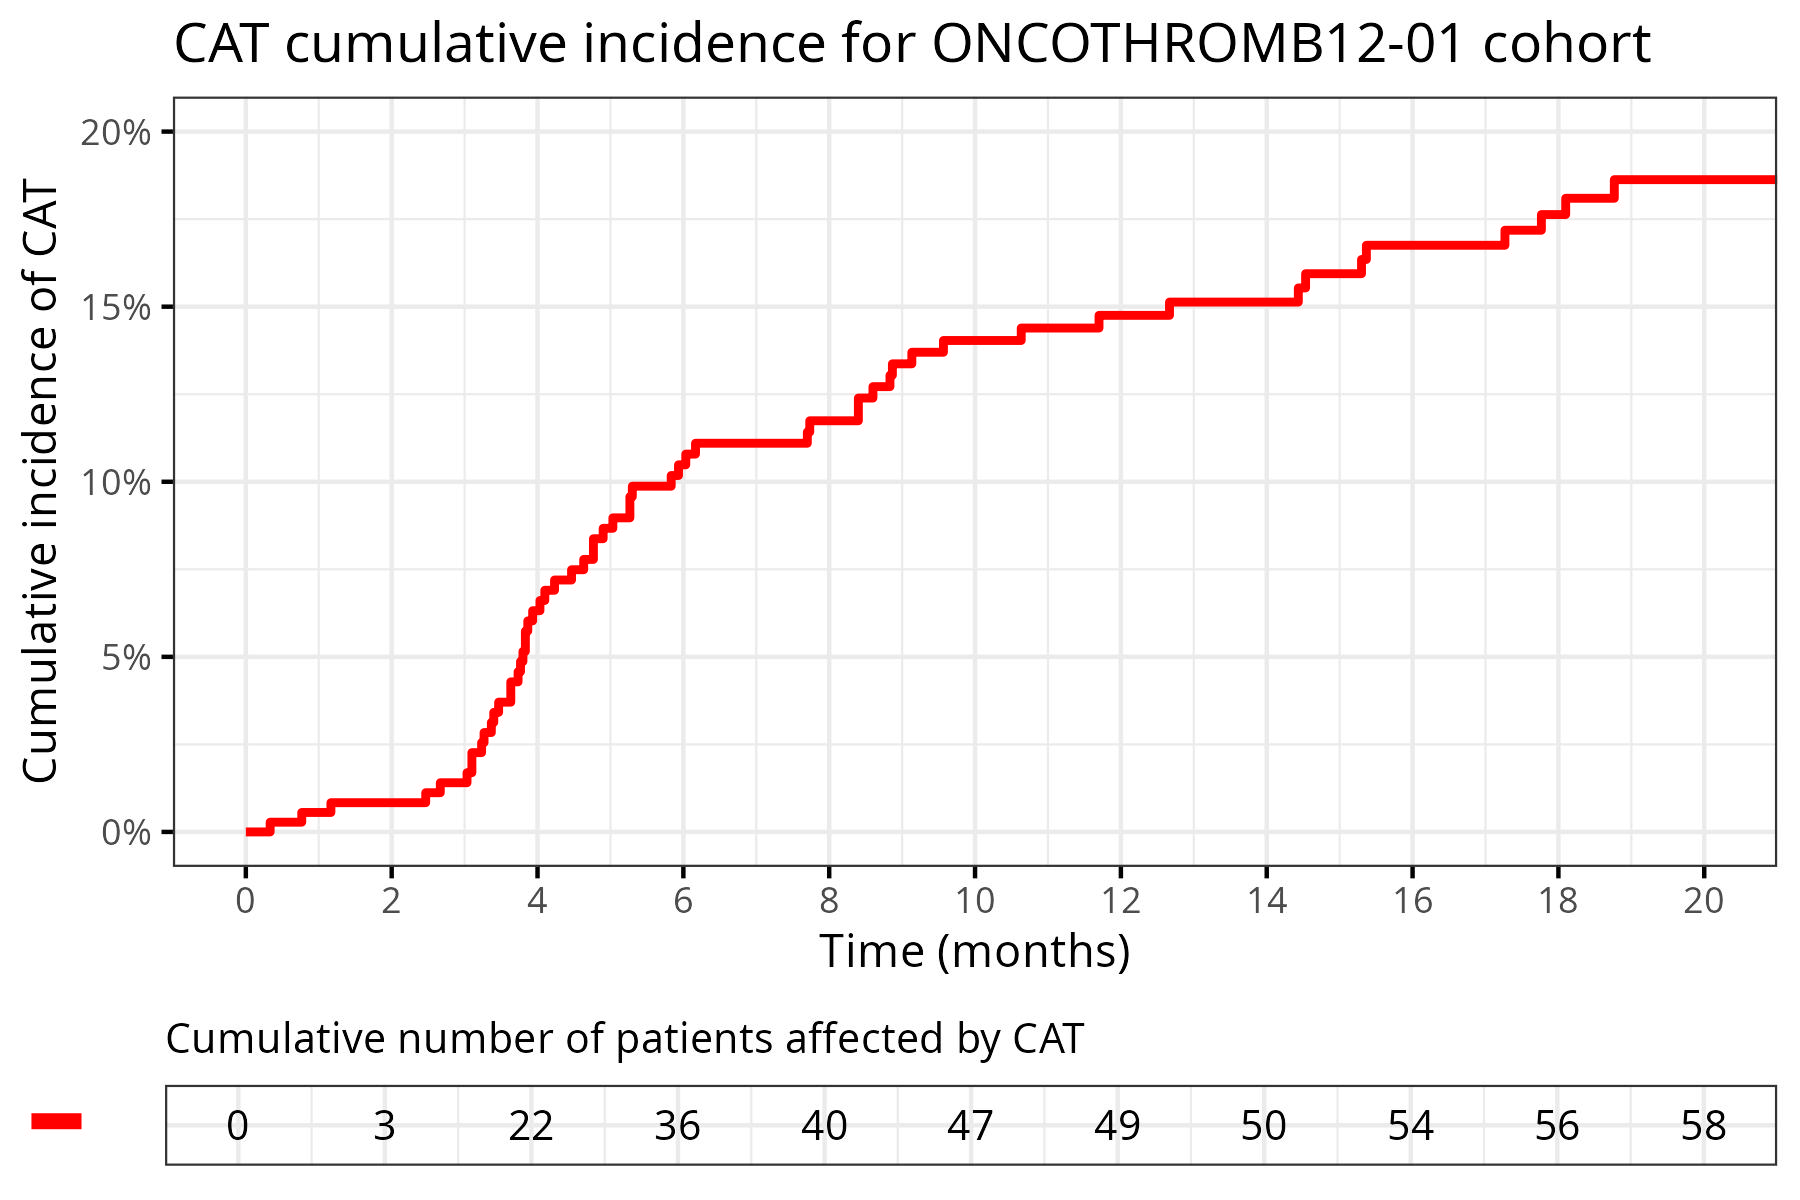 CAT cumulative incidence for ONCOTHROMB12-01 cohort
Cumulative incidence of CAT
20%
15%
10%
5%
0%
0 2 4 6 8 10 12 14 16 18 20
Time (months)
Cumulative number of patients affected by CAT
0 3 22 36 40 47 49 50 54 56 58